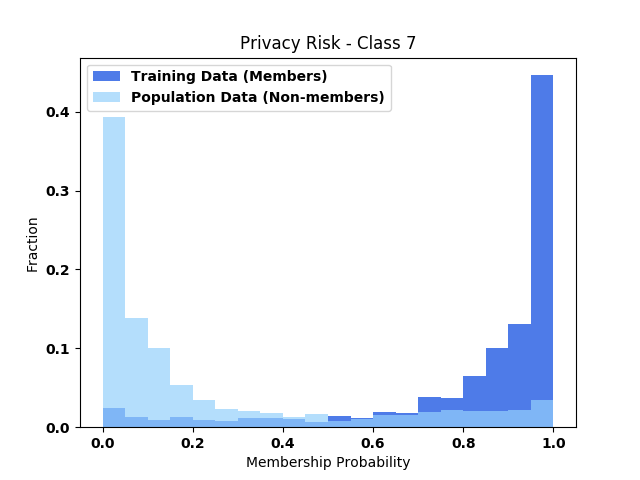 Privacy Risk - Class 7
Training Data (Members)
Population Data (Non-members)
0.4
0.3
0.2
0.1
0.0
Fraction
0.0 0.2 0.4 0.6 0.8 1.0
Membership Probability